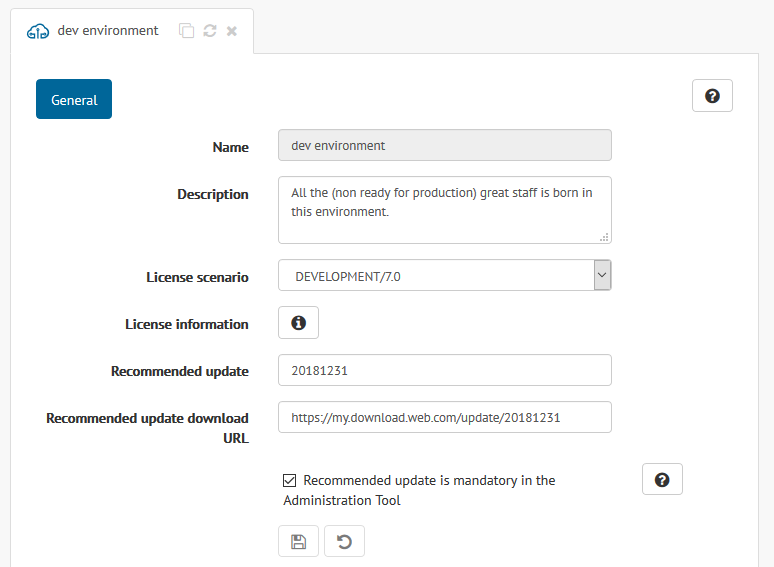 dev environment
General
Name
dev environment
Description
All the (non ready for production) great staff is born in
this environment.
License scenario
DEVELOPMENT/7.0
License information
Recommended update
20181231
Recommended update download
URL
https://my.download.web.com/update/20181231
Recommended update is mandatory in the
Administration Tool